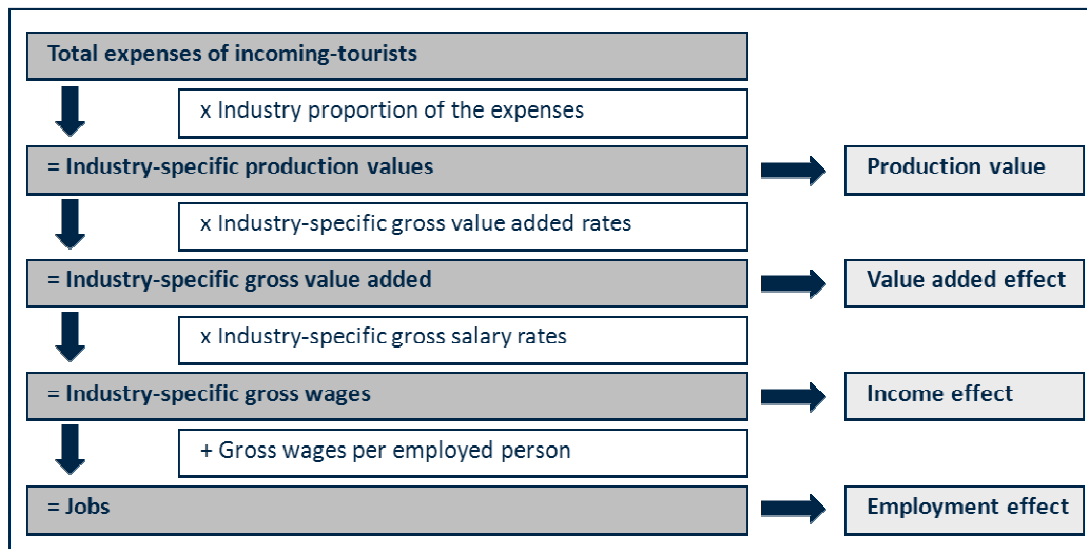 Total expenses of incoming-tourists
x Industry proportion of the expenses
= Industry-specific production values
Production value
x Industry-specific gross value added rates
= Industry-specific gross value added
Value added effect
x Industry-specific gross salary rates
= Industry-specific gross wages
Income effect
+ Gross wages per employed person
= Jobs
Employment effect